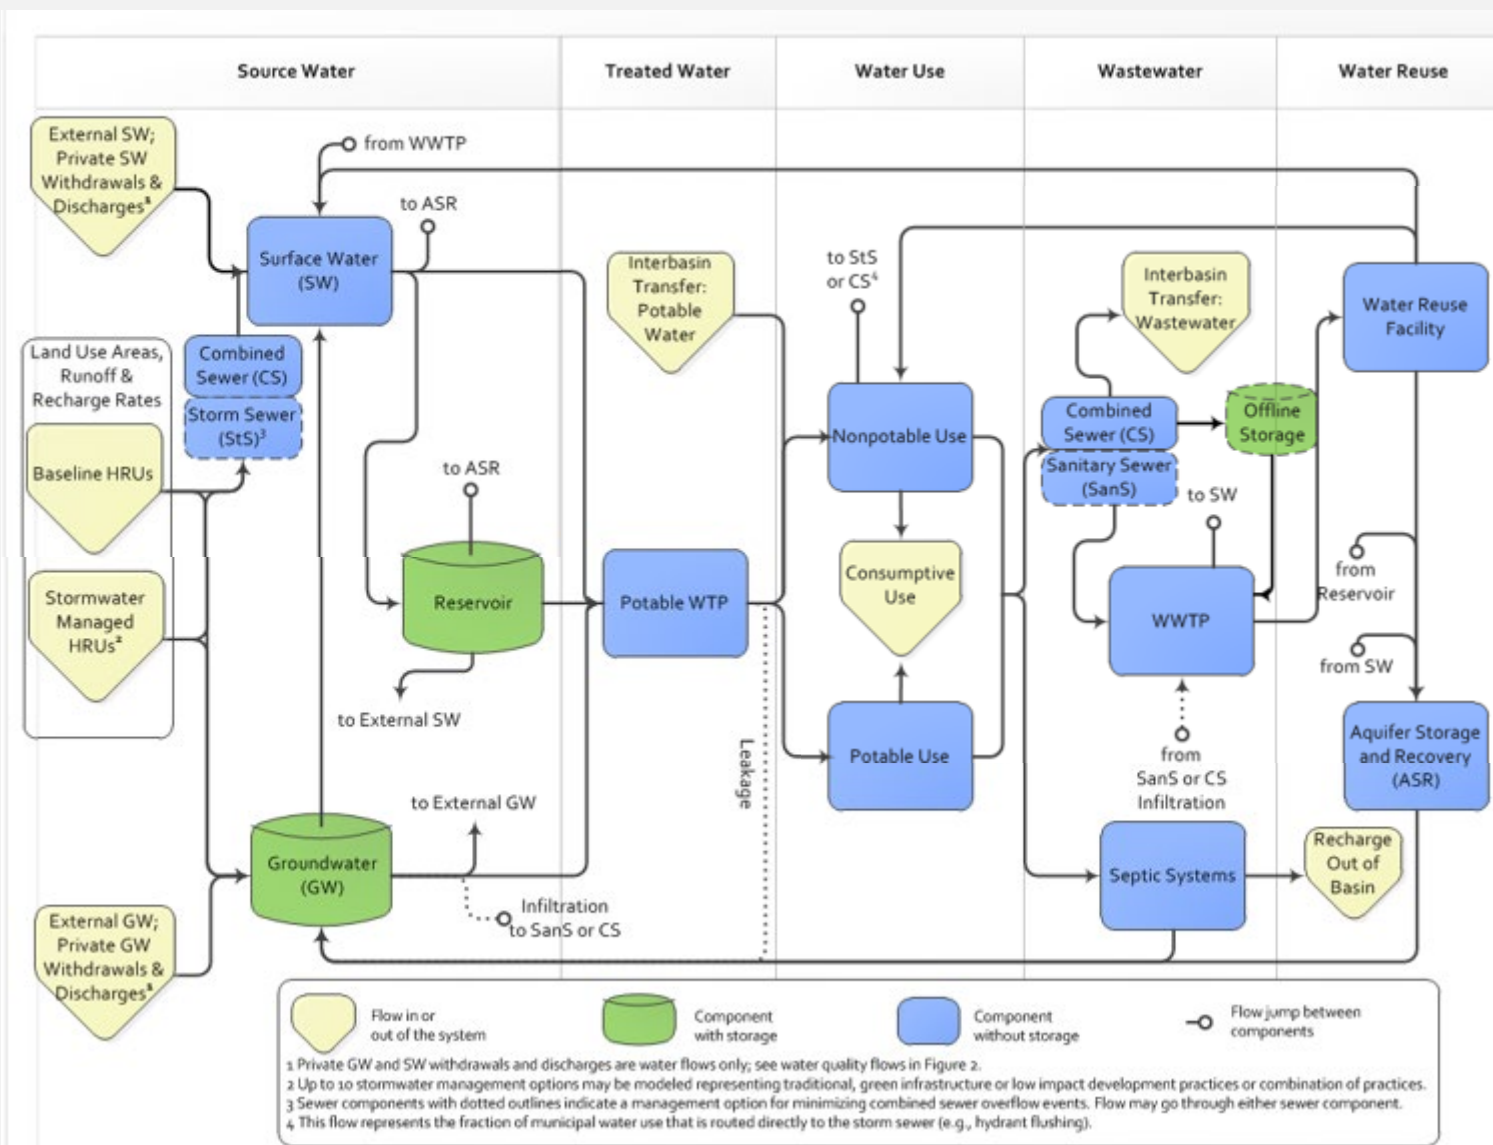 Source Water
Treated Water
Water Use
Wastewater
Water Reuse
External SW;
Private SW
Withdrawals &
Discharges¹
from WWTP
to ASR
Surface Water
(SW)
Land Use Areas,
Runoff &
Recharge Rates
Combined
Sewer (CS)
Storm Sewer
(StS)³
Baseline HRUs
Stormwater
Managed
HRUs²
to ASR
Reservoir
to External SW
to External GW
Groundwater
(GW)
Infiltration
to SanS or CS
External GW;
Private GW
Withdrawals &
Discharges¹
Interbasin
Transfer:
Potable
Water
Potable WTP
Leakage
to StS
or CS⁴
Nonpotable Use
Consumptive
Use
Potable Use
Interbasin
Transfer:
Wastewater
Combined
Sewer (CS)
Sanitary Sewer
(SanS)
Offline
Storage
to SW
WWTP
from
SanS or CS
Infiltration
Septic Systems
Water Reuse
Facility
from
Reservoir
from SW
Aquifer Storage
and Recovery
(ASR)
Recharge
Out of
Basin
Flow in or
out of the system
Component
with storage
Component
without storage
Flow jump between
components
1 Private GW and SW withdrawals and discharges are water flows only; see water quality flows in Figure 2.
2 Up to 10 stormwater management options may be modeled representing traditional, green infrastructure or low impact development practices or combination of practices.
3 Sewer components with dotted outlines indicate a management option for minimizing combined sewer overflow events. Flow may go through either sewer component.
4 This flow represents the fraction of municipal water use that is routed directly to the storm sewer (e.g., hydrant flushing).